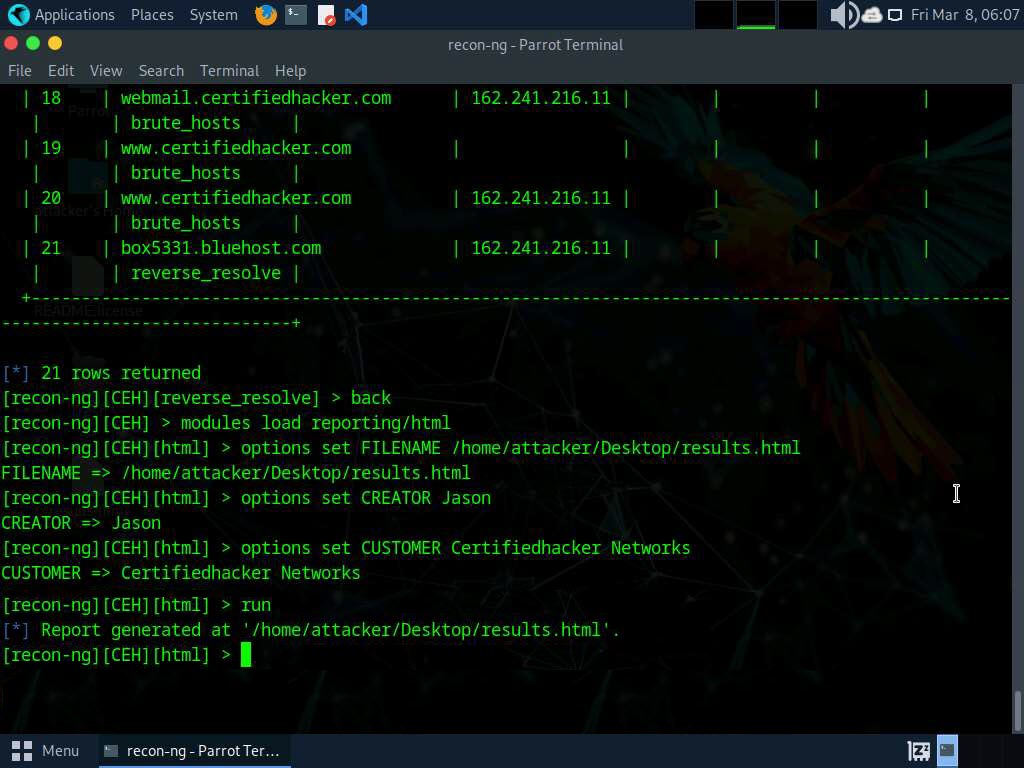 Applications Places System Fri Mar 8, 06:07
recon-ng - Parrot Terminal
File Edit View Search Terminal Help
| 18 | webmail.certifiedhacker.com | 162.241.216.11 | | | |
| | brute_hosts |
| 19 | www.certifiedhacker.com | | | | |
| | brute_hosts |
| 20 | www.certifiedhacker.com | 162.241.216.11 | | | |
| | brute_hosts |
| 21 | box5331.bluehost.com | 162.241.216.11 | | | |
| | reverse_resolve |
+--------------------------------------------------------------------------------------------------
-----------------------------+
README.license
[*] 21 rows returned
[recon-ng][CEH][reverse_resolve] > back
[recon-ng][CEH] > modules load reporting/html
[recon-ng][CEH][html] > options set FILENAME /home/attacker/Desktop/results.html
FILENAME => /home/attacker/Desktop/results.html
[recon-ng][CEH][html] > options set CREATOR Jason
CREATOR => Jason
[recon-ng][CEH][html] > options set CUSTOMER Certifiedhacker Networks
CUSTOMER => Certifiedhacker Networks
[recon-ng][CEH][html] > run
[*] Report generated at '/home/attacker/Desktop/results.html'.
[recon-ng][CEH][html] >
Menu recon-ng - Parrot Ter...